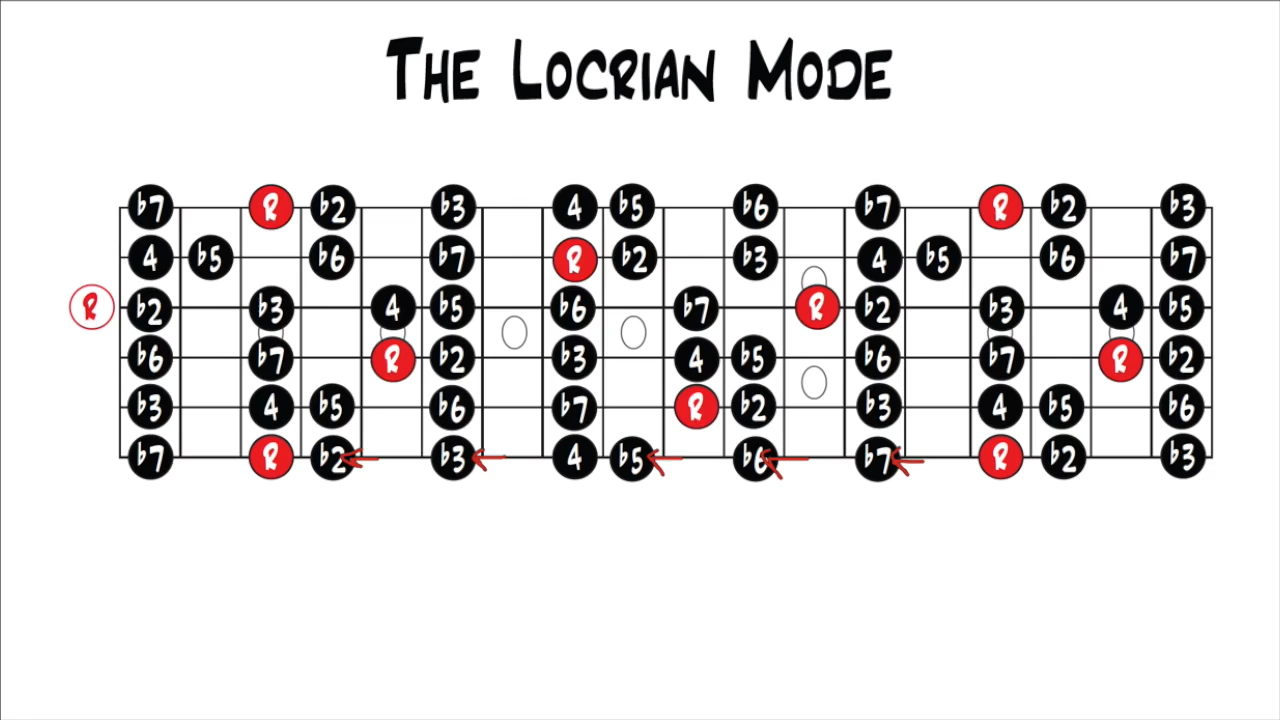 THE LOCRIAN MODE
b7 R b2 b3 4 b5 b6 b7 R b2 b3
4 b5 b6 b7 R b2 b3 4 b5 b6 b7
R b2 b3 4 b5 b6 b7 R b2 b3 4 b5
b6 b7 R b2 b3 4 b5 b6 b7 R b2
b3 4 b5 b6 b7 R b2 b3 4 b5 b6
b7 R b2 b3 4 b5 b6 b7 R b2 b3